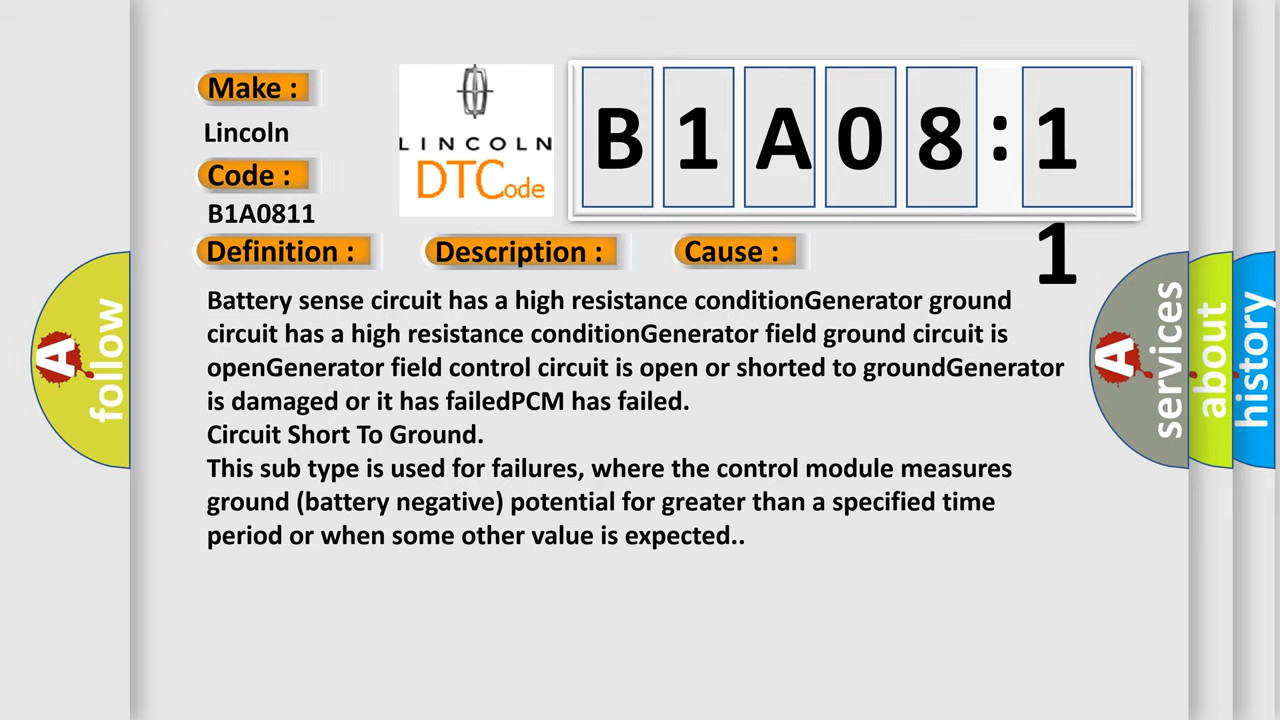 Make :
Lincoln
Code :
B1A0811
LINCOLN
DTCode
B1A08:1
1
Definition :
Description :
Cause :
Battery sense circuit has a high resistance conditionGenerator ground
circuit has a high resistance conditionGenerator field ground circuit is
openGenerator field control circuit is open or shorted to groundGenerator
is damaged or it has failedPCM has failed.
Circuit Short To Ground.
This sub type is used for failures, where the control module measures
ground (battery negative) potential for greater than a specified time
period or when some other value is expected..
A follow
A services
about
history